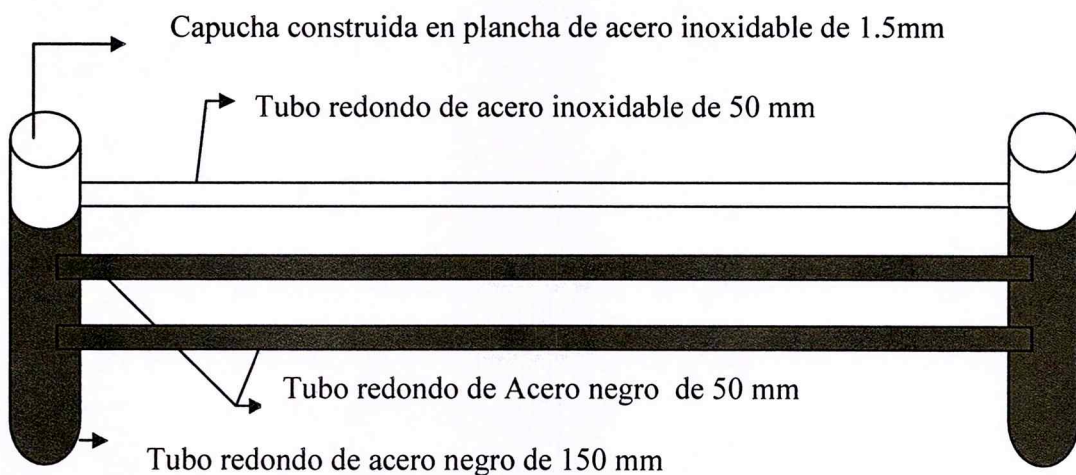 Capucha construida en plancha de acero inoxidable de 1.5mm
Tubo redondo de acero inoxidable de 50 mm
Tubo redondo de Acero negro de 50 mm
Tubo redondo de acero negro de 150 mm